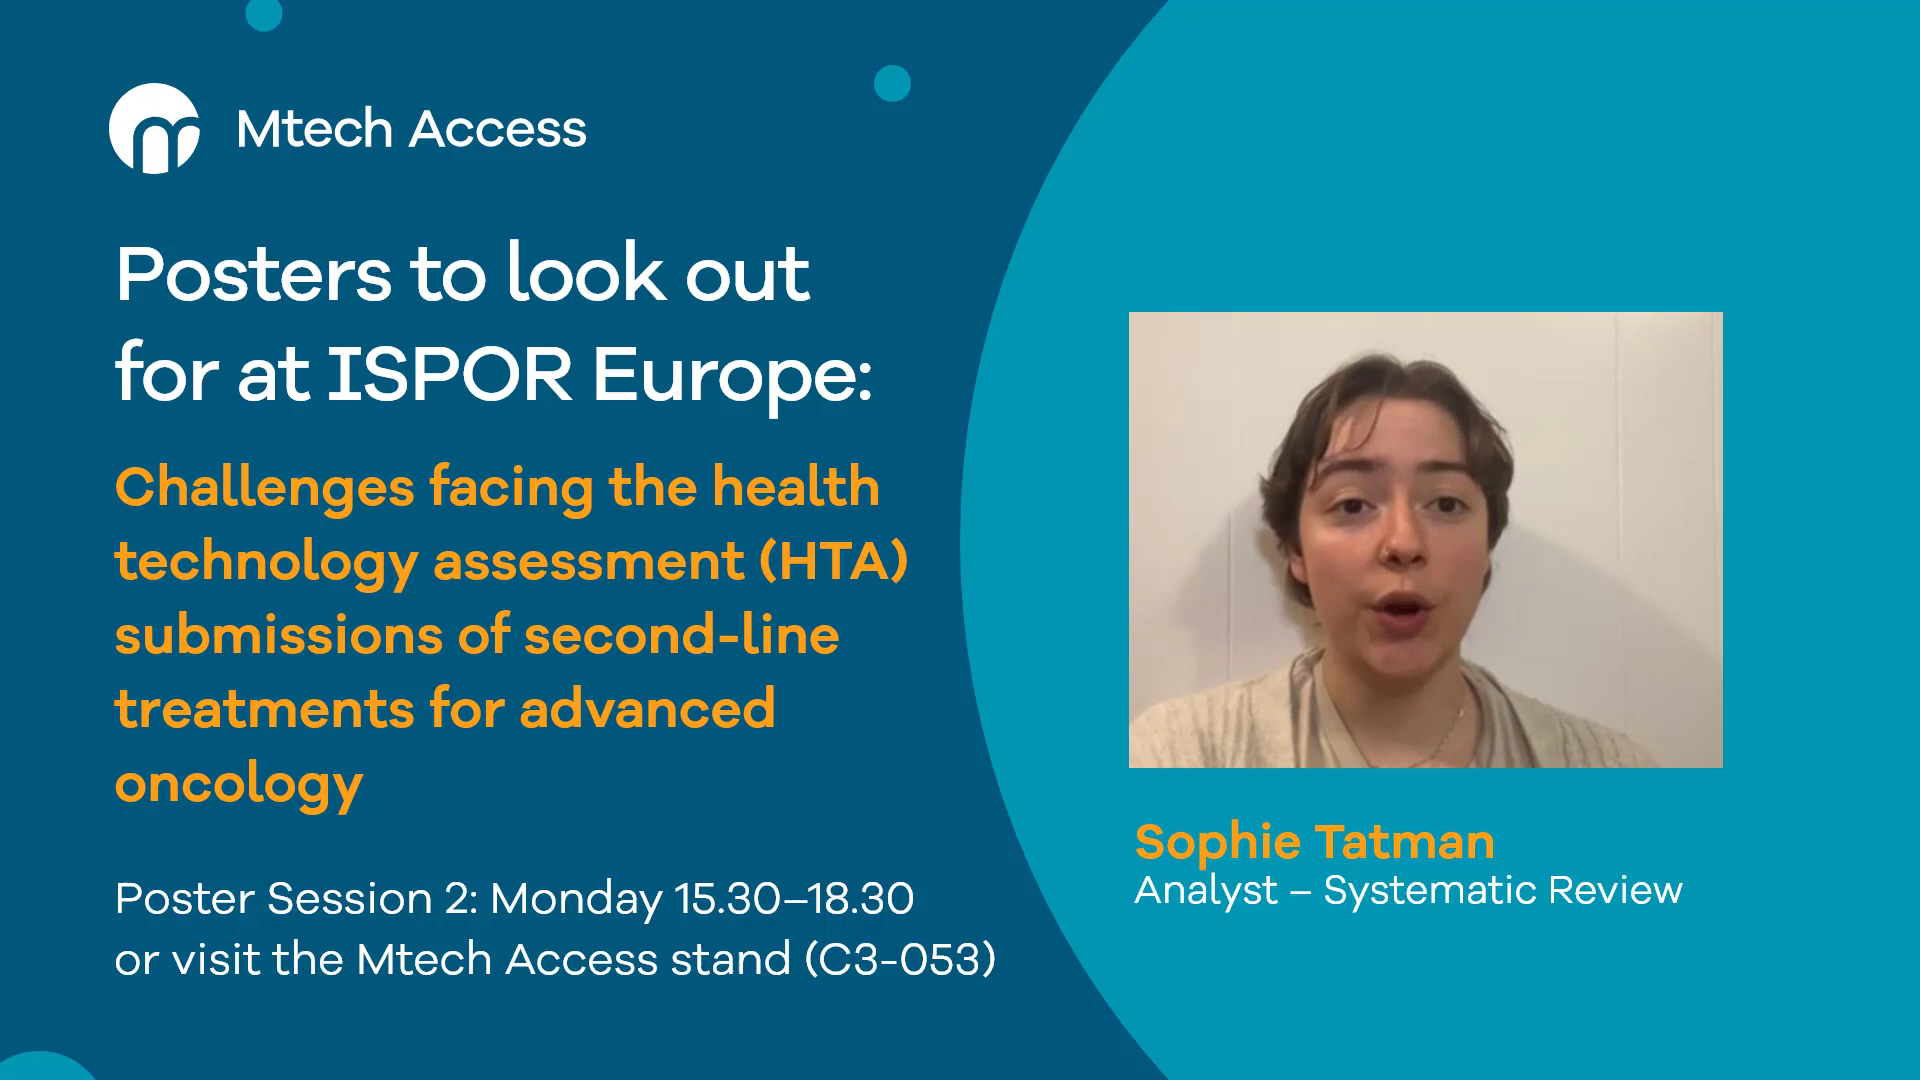 Mtech Access
Posters to look out
for at ISPOR Europe:
Challenges facing the health
technology assessment (HTA)
submissions of second-line
treatments for advanced
oncology
Poster Session 2: Monday 15.30–18.30
or visit the Mtech Access stand (C3-053)
Sophie Tatman
Analyst – Systematic Review